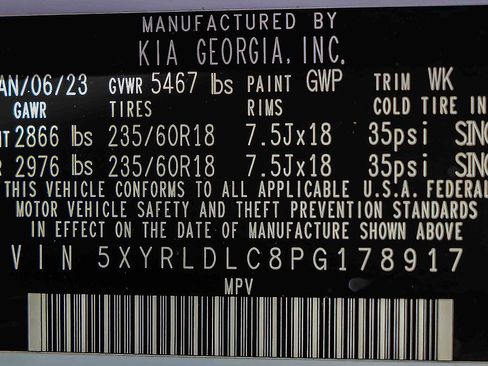 MANUFACTURED BY
KIA GEORGIA, INC.
AN/06/23 GVWR 5467 lbs PAINT GWP TRIM WK
GAWR TIRES RIMS COLD TIRE IN
T 2866 lbs 235/60R18 7.5Jx18 35psi SING
R 2976 lbs 235/60R18 7.5Jx18 35psi SING
THIS VEHICLE CONFORMS TO ALL APPLICABLE U.S.A. FEDERAL
MOTOR VEHICLE SAFETY AND THEFT PREVENTION STANDARDS
IN EFFECT ON THE DATE OF MANUFACTURE SHOWN ABOVE
VIN 5XYRLDLC8PG178917
MPV